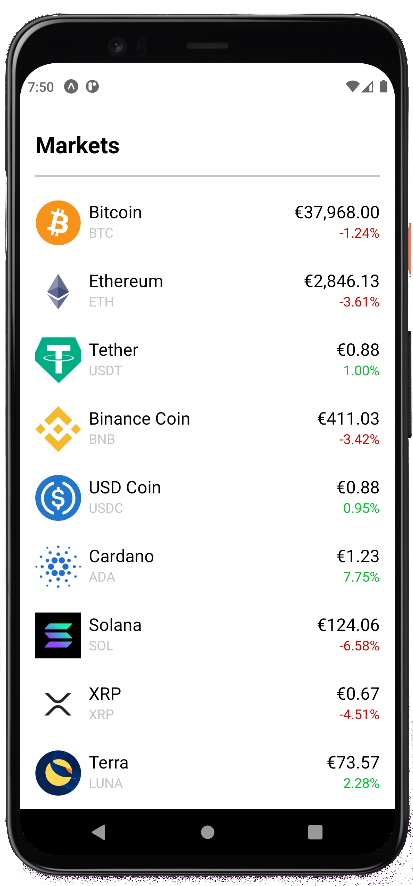 7:50
Markets
Bitcoin €37,968.00
BTC -1.24%
Ethereum €2,846.13
ETH -3.61%
Tether €0.88
USDT 1.00%
Binance Coin €411.03
BNB -3.42%
USD Coin €0.88
USDC 0.95%
Cardano €1.23
ADA 7.75%
Solana €124.06
SOL -6.58%
XRP €0.67
XRP -4.51%
Terra €73.57
LUNA 2.28%